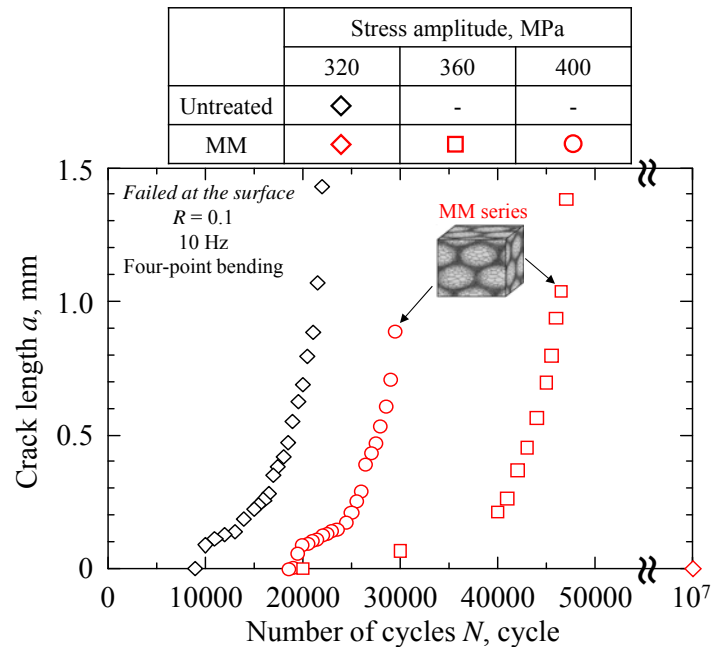 Stress amplitude, MPa
320 360 400
Untreated - -
MM
1.5
Failed at the surface
R = 0.1
10 Hz
Four-point bending
MM series
1.0
0.5
0
Crack length a, mm
0 10000 20000 30000 40000 50000 10⁷
Number of cycles N, cycle